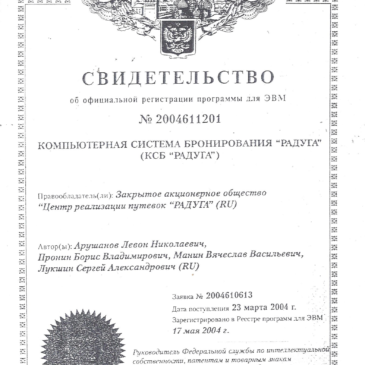 СВИДЕТЕЛЬСТВО
об официальной регистрации программы для ЭВМ
№ 2004611201
КОМПЬЮТЕРНАЯ СИСТЕМА БРОНИРОВАНИЯ “РАДУГА”
(КСБ “РАДУГА”)
Правообладатель(ли): Закрытое акционерное общество
“Центр реализации путевок “РАДУГА” (RU)
Автор(ы): Арушанов Левон Николаевич,
Пронин Борис Владимирович, Манин Вячеслав Васильевич,
Лукшин Сергей Александрович (RU)
Заявка № 2004610613
Дата поступления 23 марта 2004 г.
Зарегистрировано в Реестре программ для ЭВМ
17 мая 2004 г.
Руководитель Федеральной службы по интеллектуальной
собственности, патентам и товарным знакам